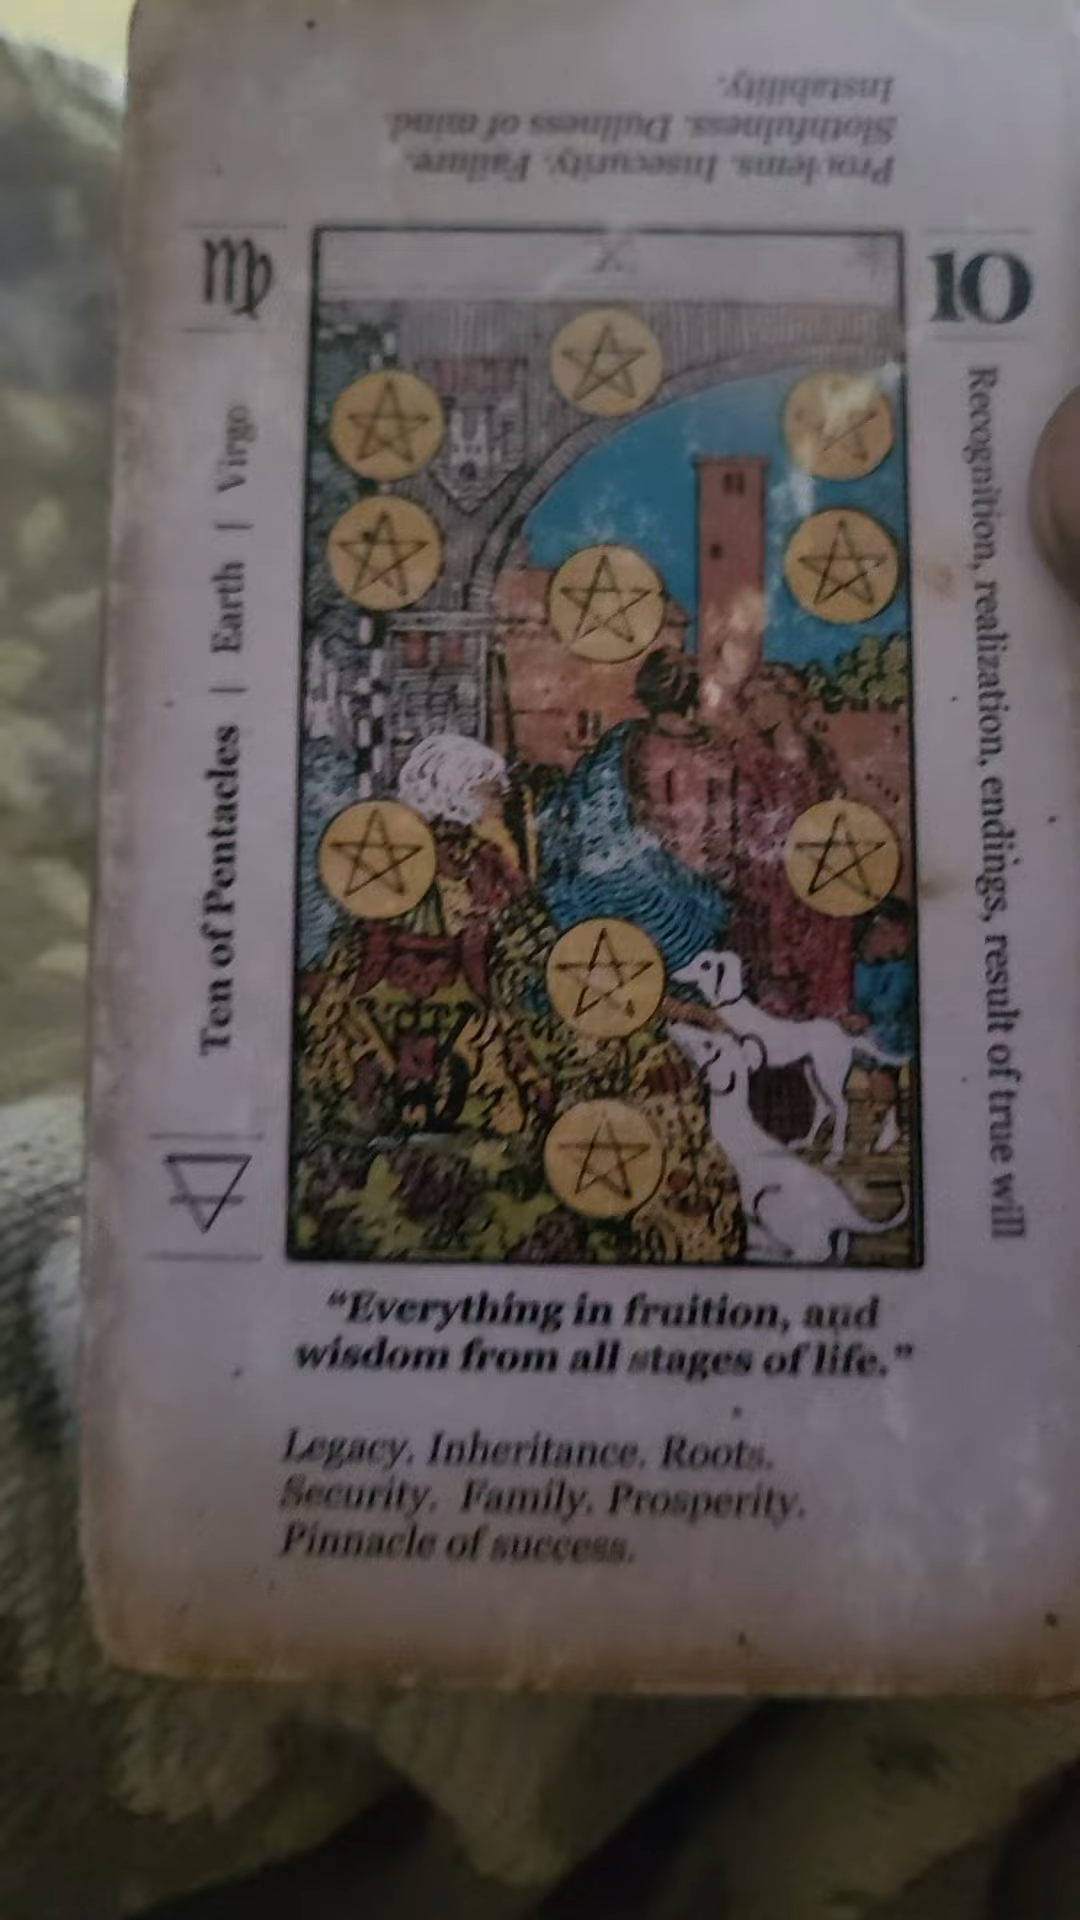 Problems. Insecurity. Failure.
Slothfulness. Dullness of mind.
Instability.
X
10
Ten of Pentacles | Earth | Virgo
Recognition, realization, endings, result of true will
“Everything in fruition, and
wisdom from all stages of life.”
Legacy. Inheritance. Roots.
Security. Family. Prosperity.
Pinnacle of success.